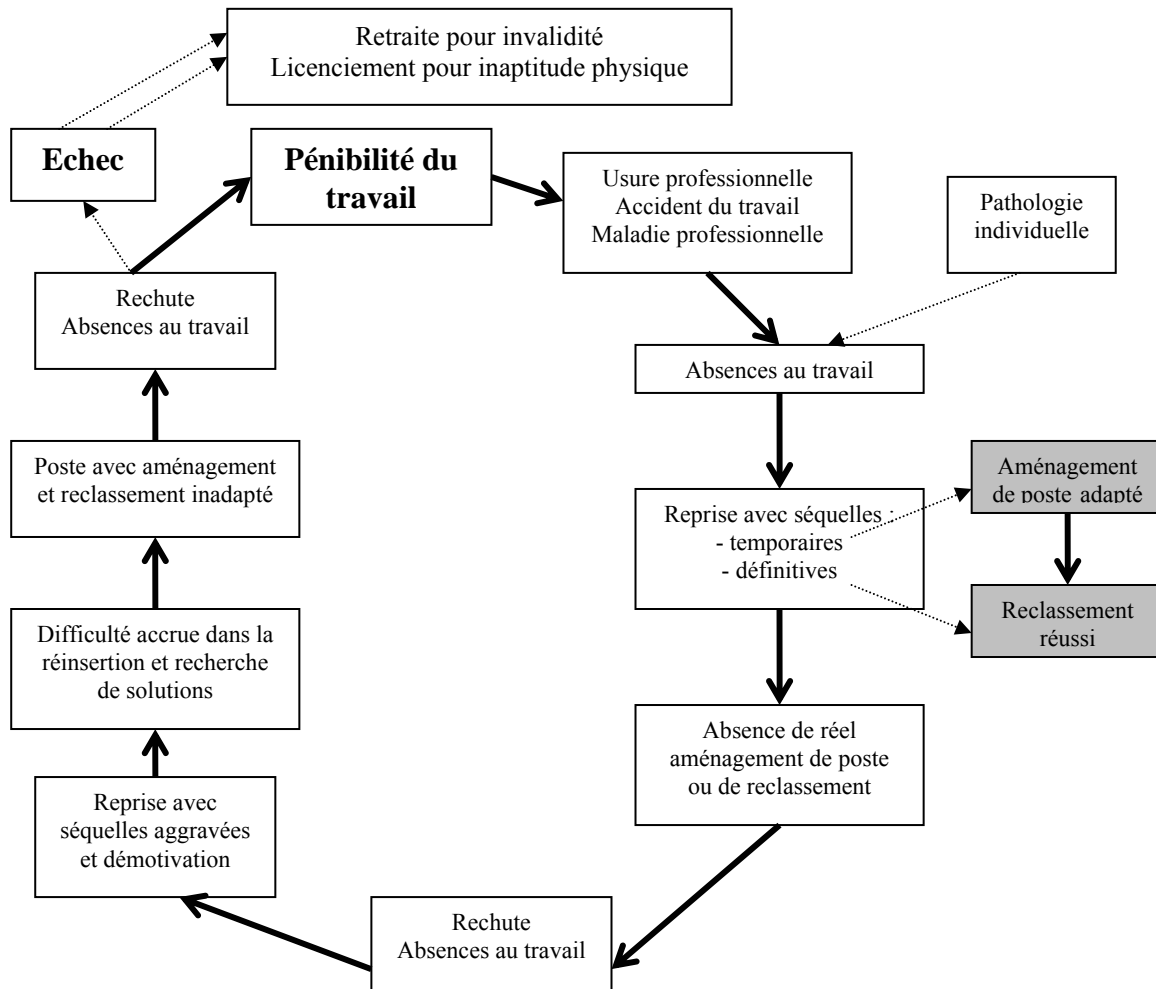 Retraite pour invalidité
Licenciement pour inaptitude physique
Echec
Pénibilité du
travail
Usure professionnelle
Accident du travail
Maladie professionnelle
Pathologie
individuelle
Rechute
Absences au travail
Absences au travail
Poste avec aménagement
et reclassement inadapté
Reprise avec séquelles :
- temporaires
- définitives
Aménagement
de poste adapté
Reclassement
réussi
Difficulté accrue dans la
réinsertion et recherche
de solutions
Absence de réel
aménagement de poste
ou de reclassement
Reprise avec
séquelles aggravées
et démotivation
Rechute
Absences au travail